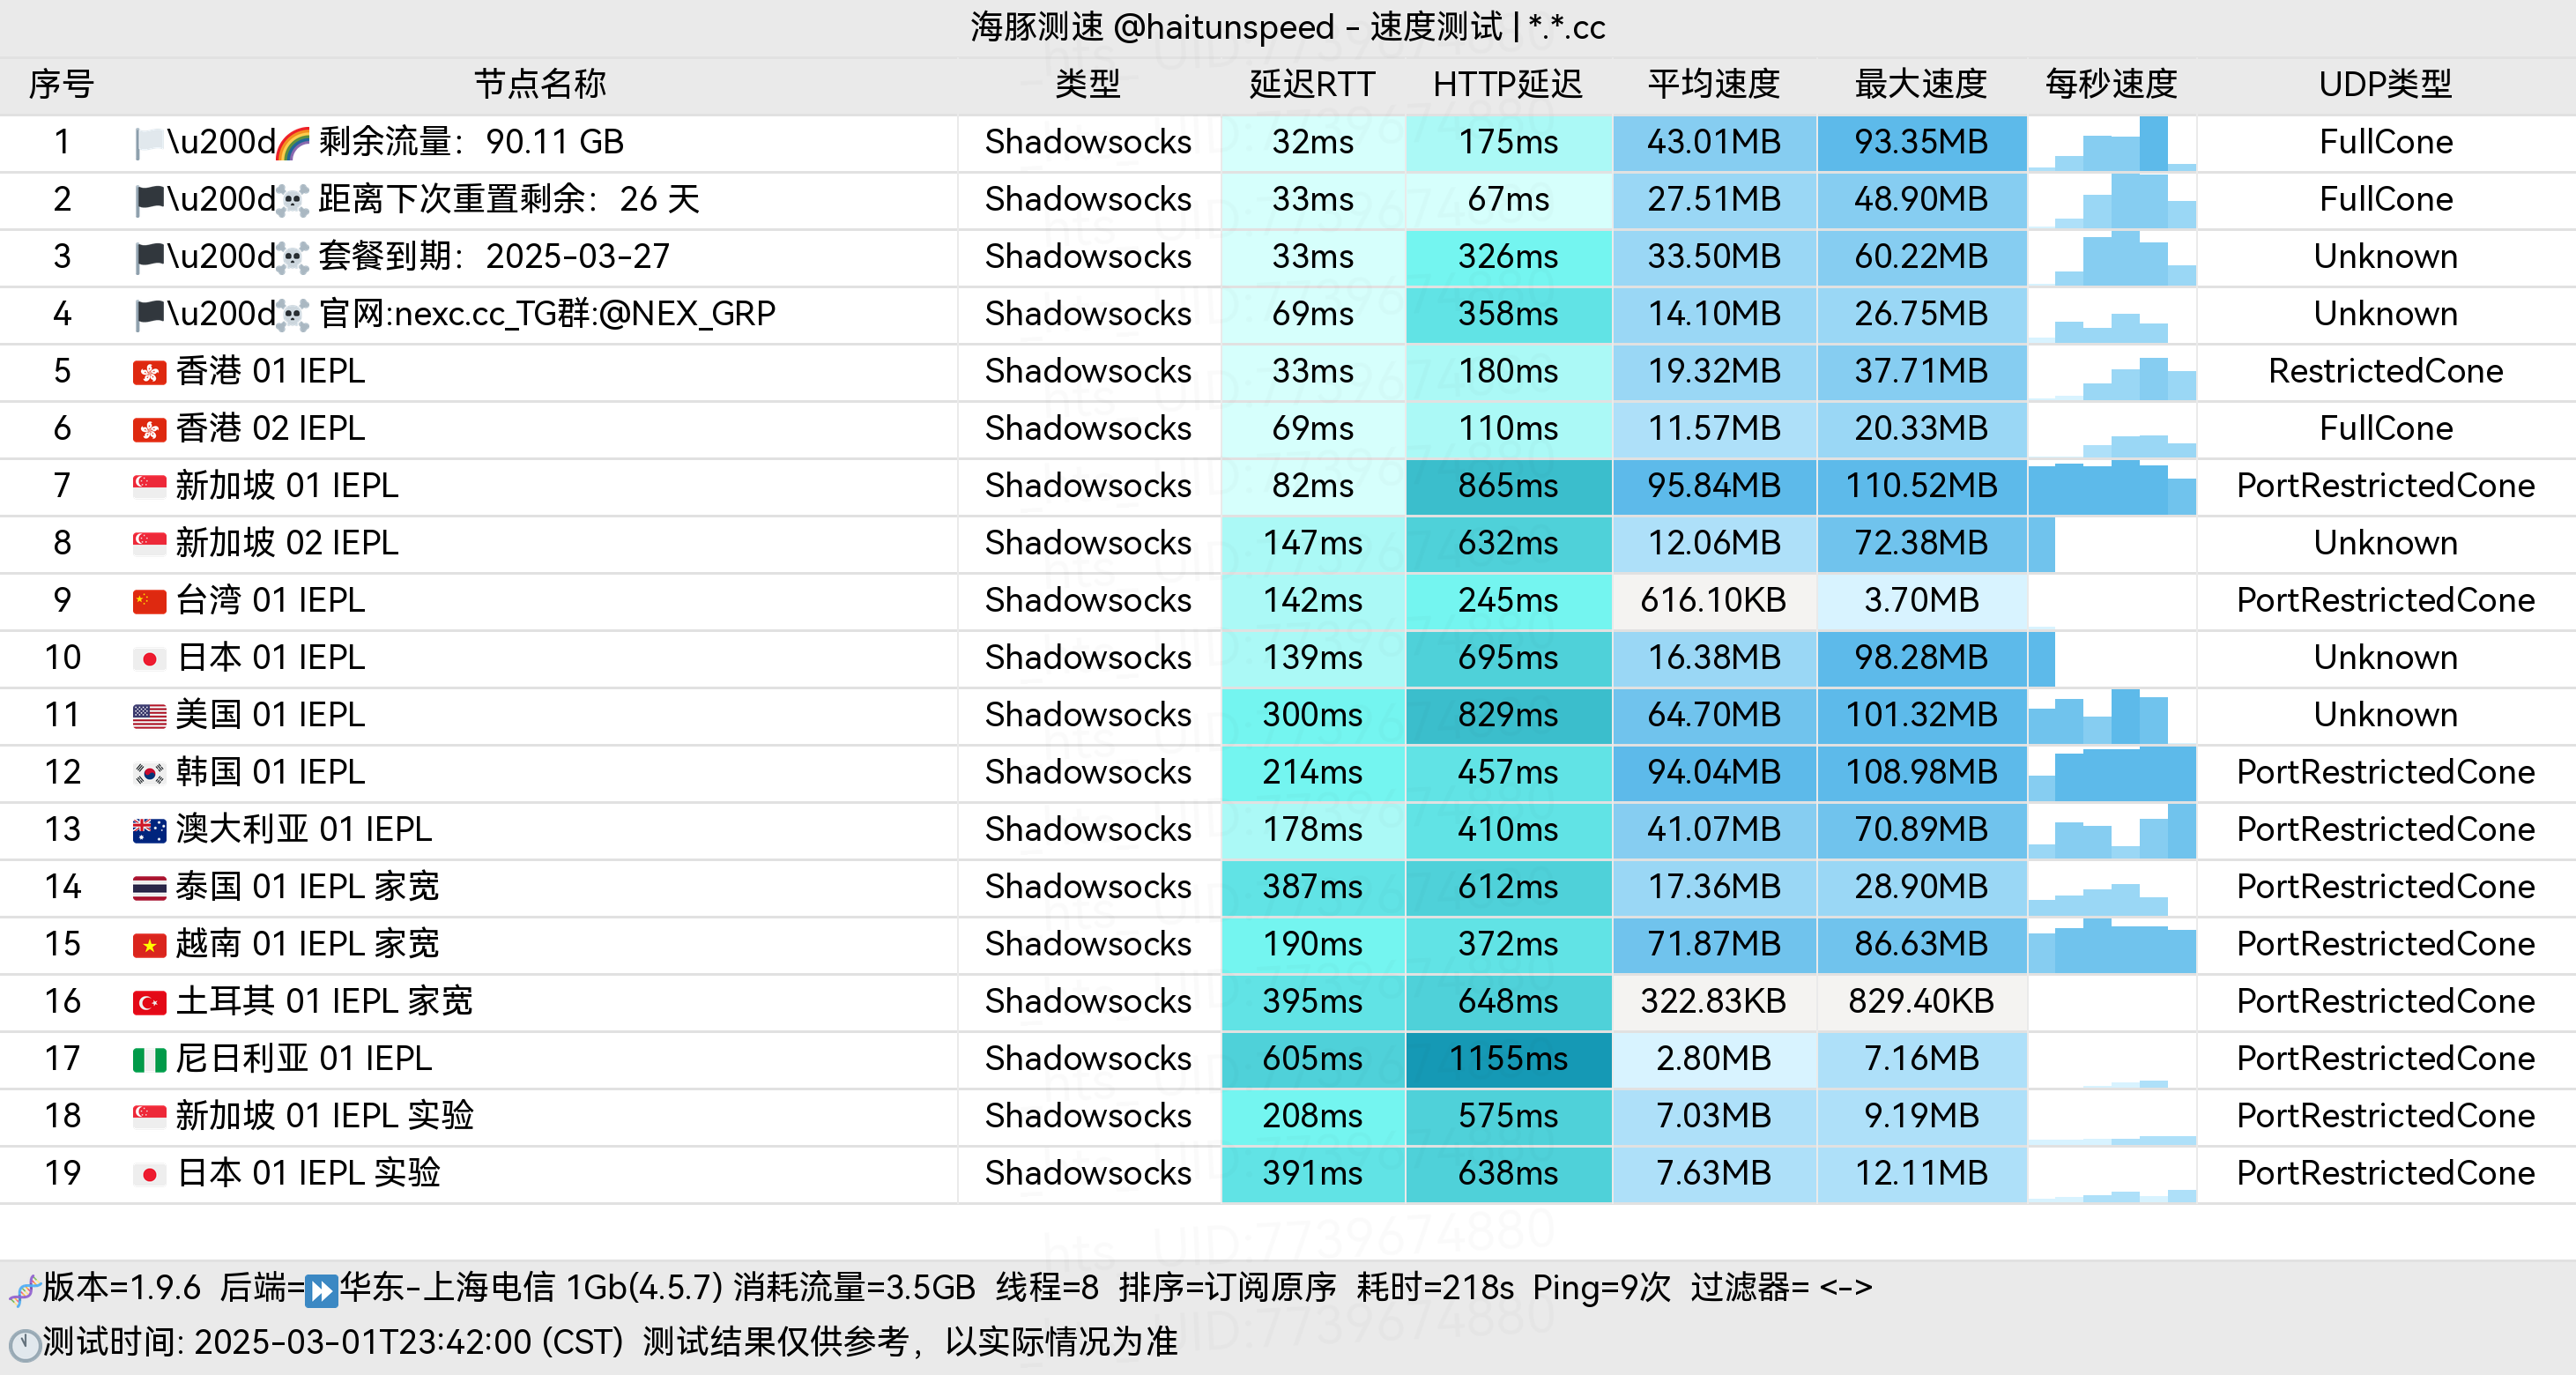 海豚测速 @haitunspeed - 速度测试 | *.*.cc
序号 节点名称 类型 延迟RTT HTTP延迟 平均速度 最大速度 每秒速度 UDP类型
1 🏳️\u200d🌈 剩余流量：90.11 GB Shadowsocks 32ms 175ms 43.01MB 93.35MB FullCone
2 🏴\u200d☠️ 距离下次重置剩余：26 天 Shadowsocks 33ms 67ms 27.51MB 48.90MB FullCone
3 🏴\u200d☠️ 套餐到期：2025-03-27 Shadowsocks 33ms 326ms 33.50MB 60.22MB Unknown
4 🏴\u200d☠️ 官网:nexc.cc_TG群:@NEX_GRP Shadowsocks 69ms 358ms 14.10MB 26.75MB Unknown
5 🇭🇰 香港 01 IEPL Shadowsocks 33ms 180ms 19.32MB 37.71MB RestrictedCone
6 🇭🇰 香港 02 IEPL Shadowsocks 69ms 110ms 11.57MB 20.33MB FullCone
7 🇸🇬 新加坡 01 IEPL Shadowsocks 82ms 865ms 95.84MB 110.52MB PortRestrictedCone
8 🇸🇬 新加坡 02 IEPL Shadowsocks 147ms 632ms 12.06MB 72.38MB Unknown
9 🇨🇳 台湾 01 IEPL Shadowsocks 142ms 245ms 616.10KB 3.70MB PortRestrictedCone
10 🇯🇵 日本 01 IEPL Shadowsocks 139ms 695ms 16.38MB 98.28MB Unknown
11 🇺🇸 美国 01 IEPL Shadowsocks 300ms 829ms 64.70MB 101.32MB Unknown
12 🇰🇷 韩国 01 IEPL Shadowsocks 214ms 457ms 94.04MB 108.98MB PortRestrictedCone
13 🇦🇺 澳大利亚 01 IEPL Shadowsocks 178ms 410ms 41.07MB 70.89MB PortRestrictedCone
14 🇹🇭 泰国 01 IEPL 家宽 Shadowsocks 387ms 612ms 17.36MB 28.90MB PortRestrictedCone
15 🇻🇳 越南 01 IEPL 家宽 Shadowsocks 190ms 372ms 71.87MB 86.63MB PortRestrictedCone
16 🇹🇷 土耳其 01 IEPL 家宽 Shadowsocks 395ms 648ms 322.83KB 829.40KB PortRestrictedCone
17 🇳🇬 尼日利亚 01 IEPL Shadowsocks 605ms 1155ms 2.80MB 7.16MB PortRestrictedCone
18 🇸🇬 新加坡 01 IEPL 实验 Shadowsocks 208ms 575ms 7.03MB 9.19MB PortRestrictedCone
19 🇯🇵 日本 01 IEPL 实验 Shadowsocks 391ms 638ms 7.63MB 12.11MB PortRestrictedCone
hts_ UID:7739674880
🧬版本=1.9.6 后端=⏩华东-上海电信 1Gb(4.5.7) 消耗流量=3.5GB 线程=8 排序=订阅原序 耗时=218s Ping=9次 过滤器= <->
🕚测试时间: 2025-03-01T23:42:00 (CST) 测试结果仅供参考，以实际情况为准